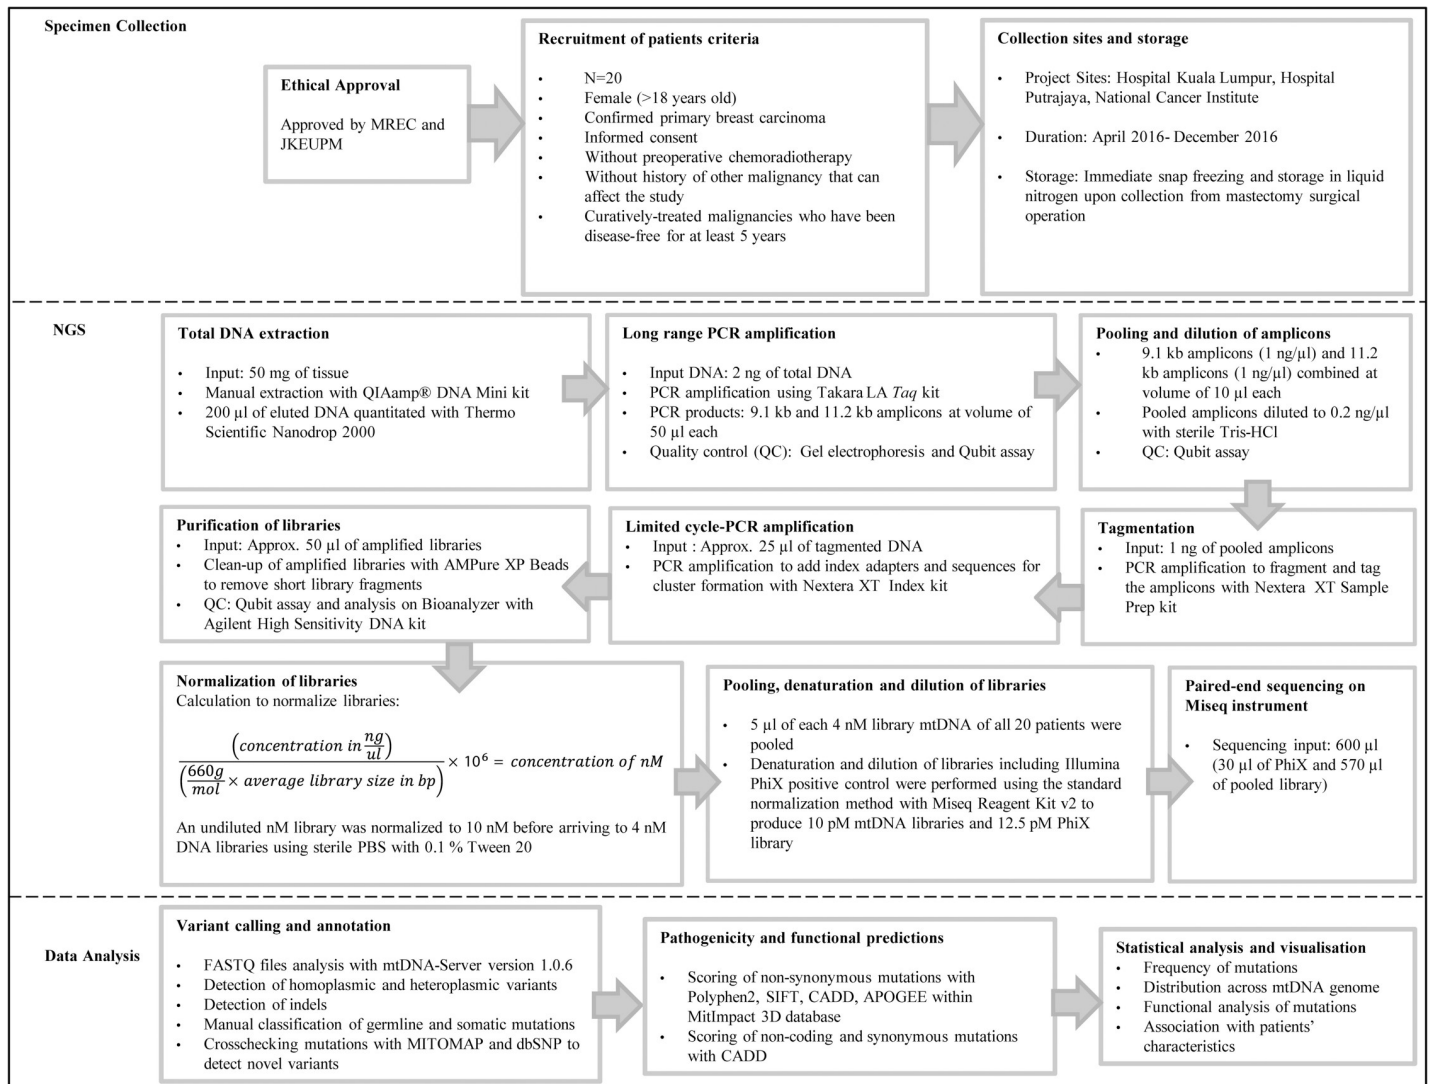 Specimen Collection
Ethical Approval
Approved by MREC and
JKEUPM
Recruitment of patients criteria
• N=20
• Female (>18 years old)
• Confirmed primary breast carcinoma
• Informed consent
• Without preoperative chemoradiotherapy
• Without history of other malignancy that can
affect the study
• Curatively-treated malignancies who have been
disease-free for at least 5 years
Collection sites and storage
• Project Sites: Hospital Kuala Lumpur, Hospital
Putrajaya, National Cancer Institute
• Duration: April 2016- December 2016
• Storage: Immediate snap freezing and storage in liquid
nitrogen upon collection from mastectomy surgical
operation
NGS
Total DNA extraction
• Input: 50 mg of tissue
• Manual extraction with QIAamp® DNA Mini kit
• 200 µl of eluted DNA quantitated with Thermo
Scientific Nanodrop 2000
Long range PCR amplification
• Input DNA: 2 ng of total DNA
• PCR amplification using Takara LA Taq kit
• PCR products: 9.1 kb and 11.2 kb amplicons at volume of
50 µl each
• Quality control (QC): Gel electrophoresis and Qubit assay
Pooling and dilution of amplicons
• 9.1 kb amplicons (1 ng/µl) and 11.2
kb amplicons (1 ng/µl) combined at
volume of 10 µl each
• Pooled amplicons diluted to 0.2 ng/µl
with sterile Tris-HCl
• QC: Qubit assay
Tagmentation
• Input: 1 ng of pooled amplicons
• PCR amplification to fragment and tag
the amplicons with Nextera XT Sample
Prep kit
Limited cycle-PCR amplification
• Input : Approx. 25 µl of tagmented DNA
• PCR amplification to add index adapters and sequences for
cluster formation with Nextera XT Index kit
Purification of libraries
• Input: Approx. 50 µl of amplified libraries
• Clean-up of amplified libraries with AMPure XP Beads
to remove short library fragments
• QC: Qubit assay and analysis on Bioanalyzer with
Agilent High Sensitivity DNA kit
Normalization of libraries
Calculation to normalize libraries:
(concentration in ng/ul) / (660g/mol × average library size in bp) × 10⁶ = concentration of nM
An undiluted nM library was normalized to 10 nM before arriving to 4 nM
DNA libraries using sterile PBS with 0.1 % Tween 20
Pooling, denaturation and dilution of libraries
• 5 µl of each 4 nM library mtDNA of all 20 patients were
pooled
• Denaturation and dilution of libraries including Illumina
PhiX positive control were performed using the standard
normalization method with Miseq Reagent Kit v2 to
produce 10 pM mtDNA libraries and 12.5 pM PhiX
library
Paired-end sequencing on
Miseq instrument
• Sequencing input: 600 µl
(30 µl of PhiX and 570 µl
of pooled library)
Data Analysis
Variant calling and annotation
• FASTQ files analysis with mtDNA-Server version 1.0.6
• Detection of homoplasmic and heteroplasmic variants
• Detection of indels
• Manual classification of germline and somatic mutations
• Crosschecking mutations with MITOMAP and dbSNP to
detect novel variants
Pathogenicity and functional predictions
• Scoring of non-synonymous mutations with
Polyphen2, SIFT, CADD, APOGEE within
MitImpact 3D database
• Scoring of non-coding and synonymous mutations
with CADD
Statistical analysis and visualisation
• Frequency of mutations
• Distribution across mtDNA genome
• Functional analysis of mutations
• Association with patients'
characteristics